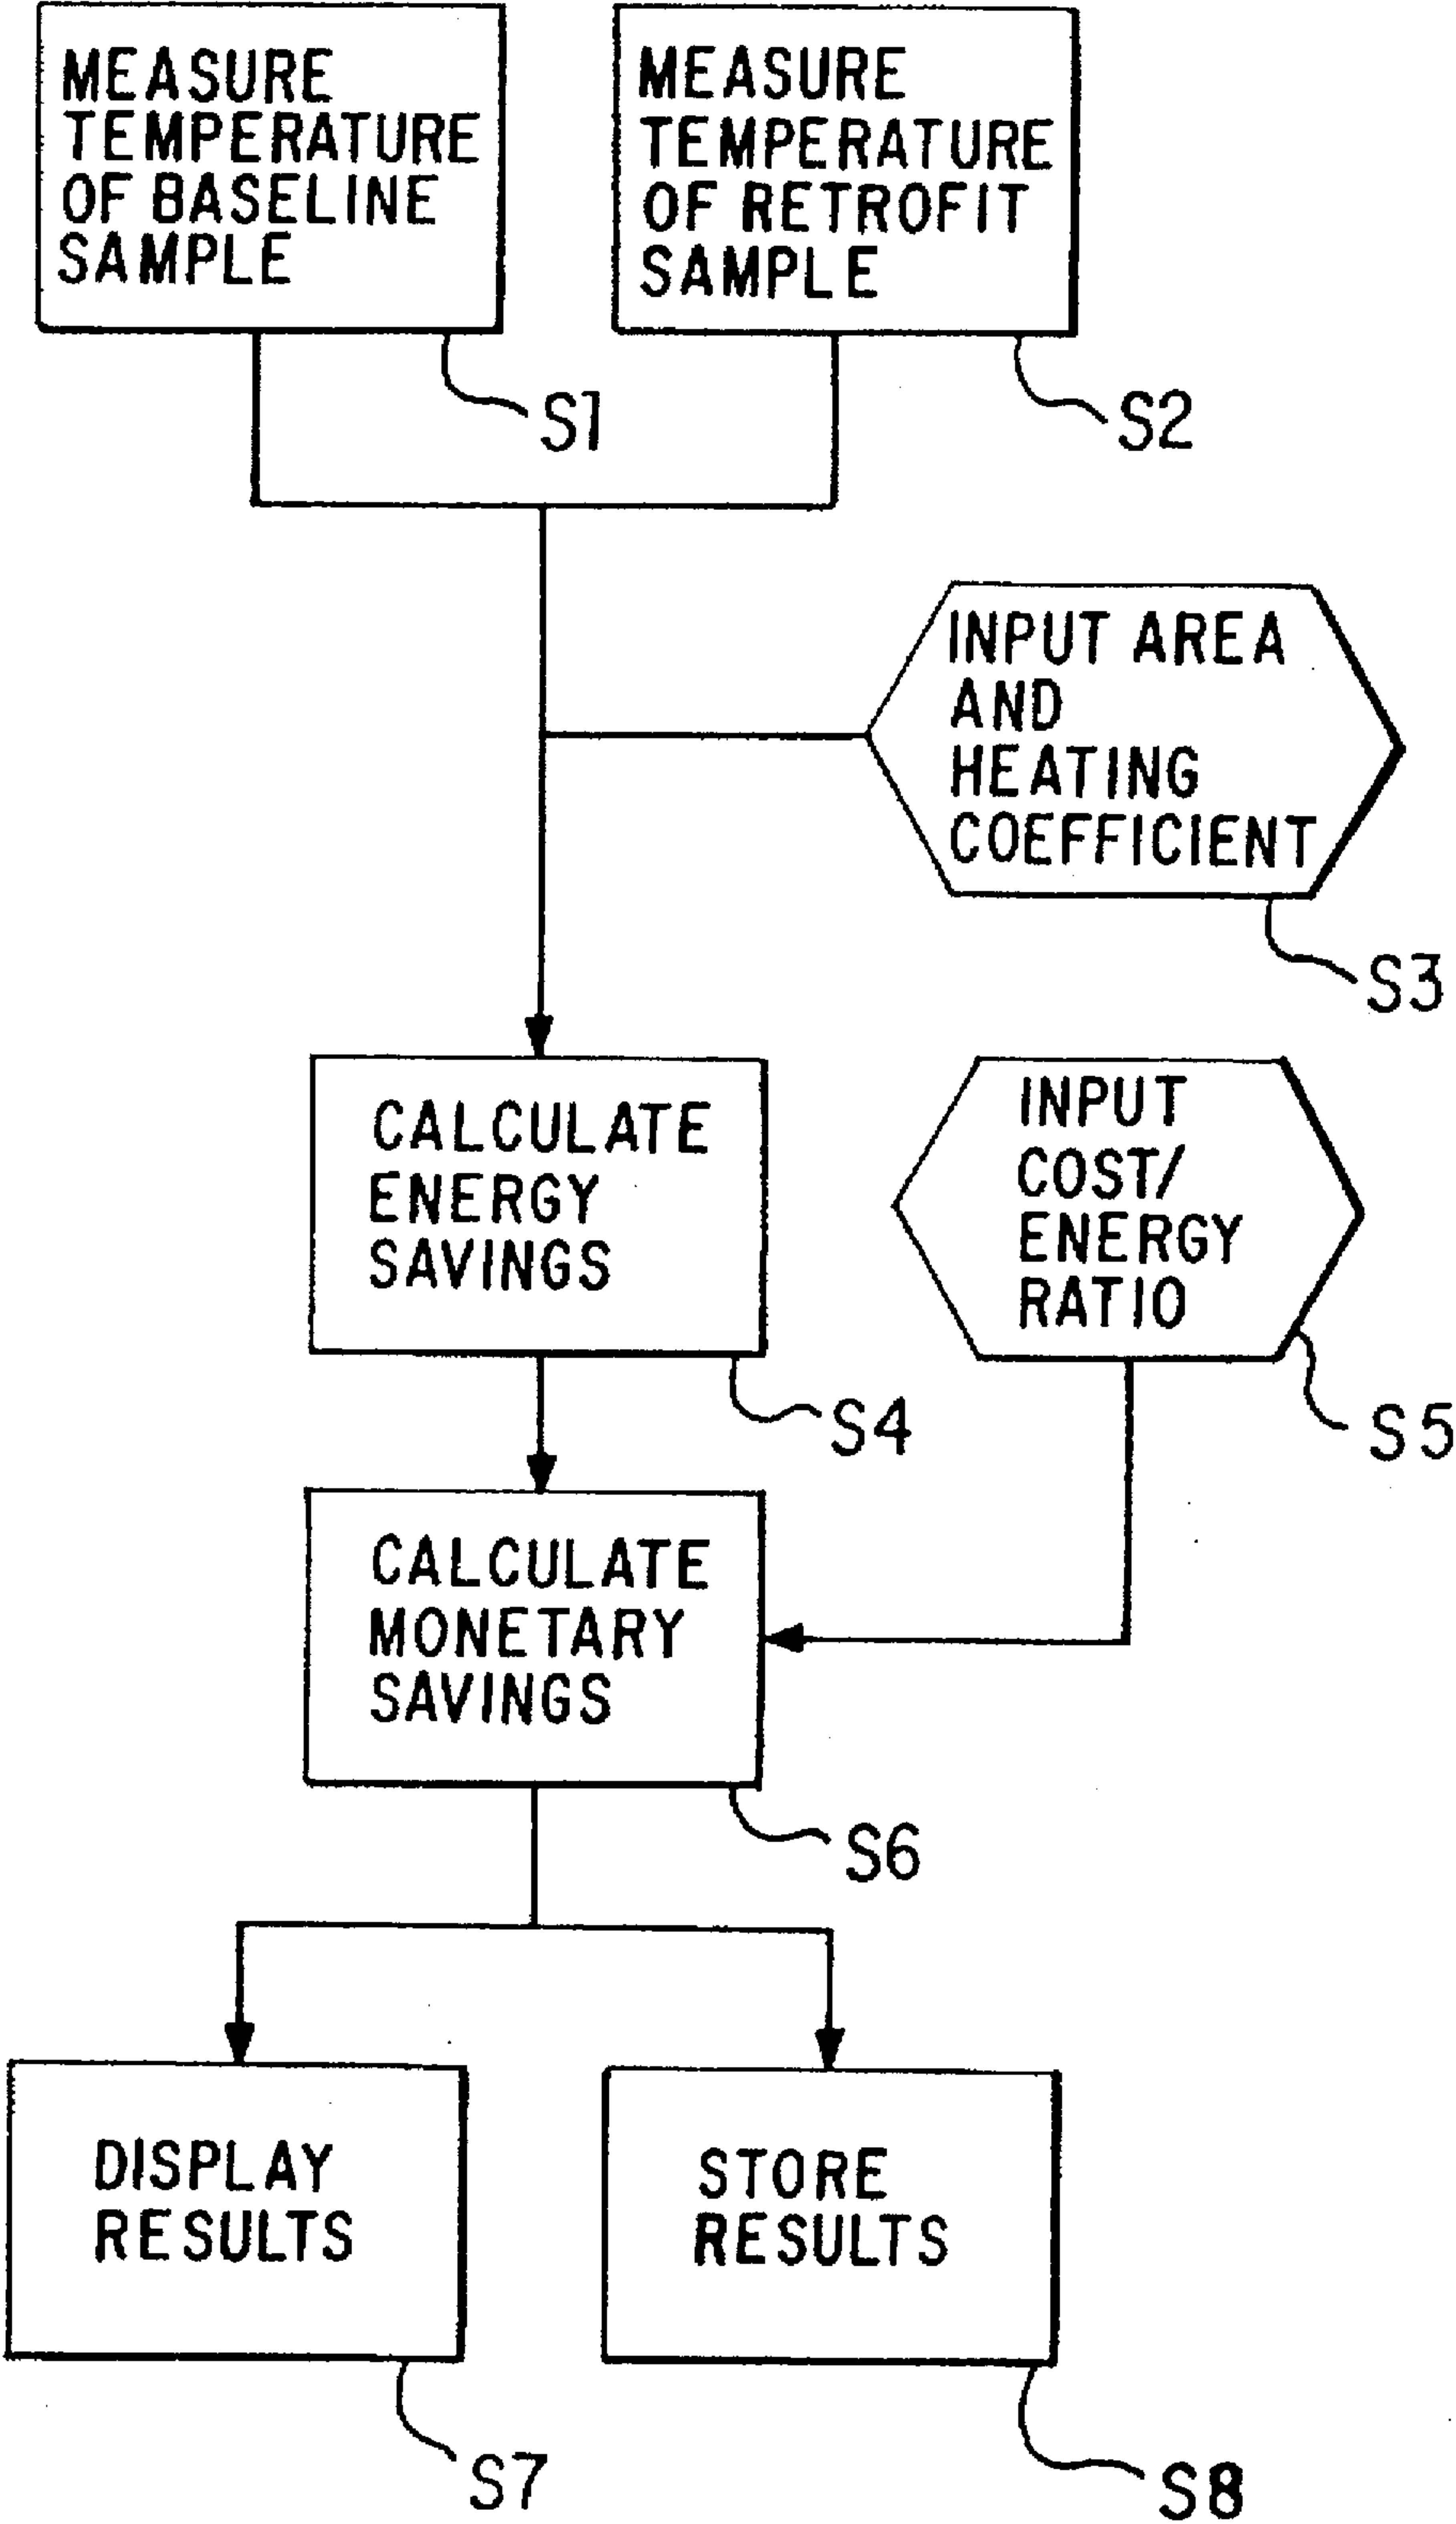 MEASURE
TEMPERATURE
OF BASELINE
SAMPLE
S1
MEASURE
TEMPERATURE
OF RETROFIT
SAMPLE
S2
INPUT AREA
AND
HEATING
COEFFICIENT
S3
CALCULATE
ENERGY
SAVINGS
S4
INPUT
COST/
ENERGY
RATIO
S5
CALCULATE
MONETARY
SAVINGS
S6
DISPLAY
RESULTS
S7
STORE
RESULTS
S8